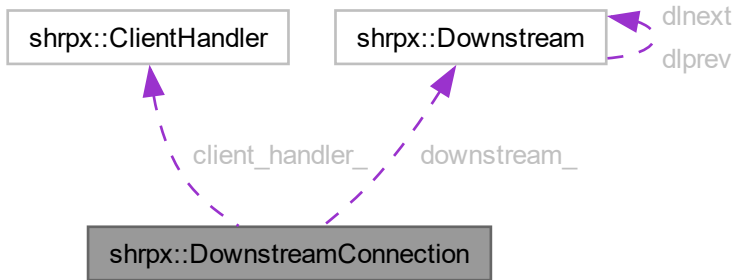 shrpx::ClientHandler
shrpx::Downstream
dlnext
dlprev
client_handler_
downstream_
shrpx::DownstreamConnection